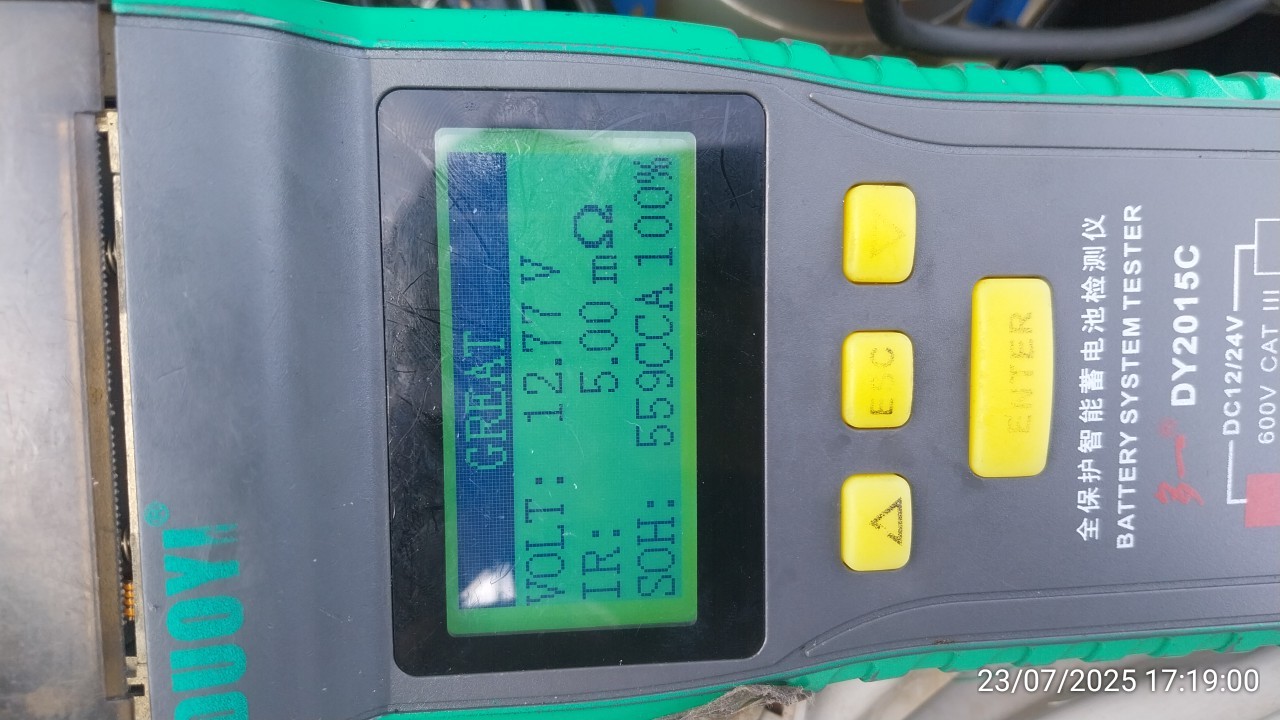 GREAT
VOLT: 12.77 V
IR: 5.00 mΩ
SOH: 559CCA 100%
ESC
ENTER
全保护智能蓄电池检测仪
BATTERY SYSTEM TESTER
DY2015C
DC12/24V
600V CAT III
DUOYI®
23/07/2025 17:19:00